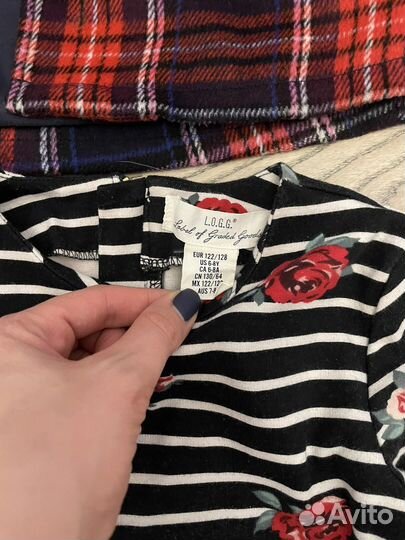 L.O.G.G.®
Label of Graded Goods
EUR 122/128
US 6-8Y
CA 6-8A
CN 130/64
MX 122/12
AUS 7-8
Avito